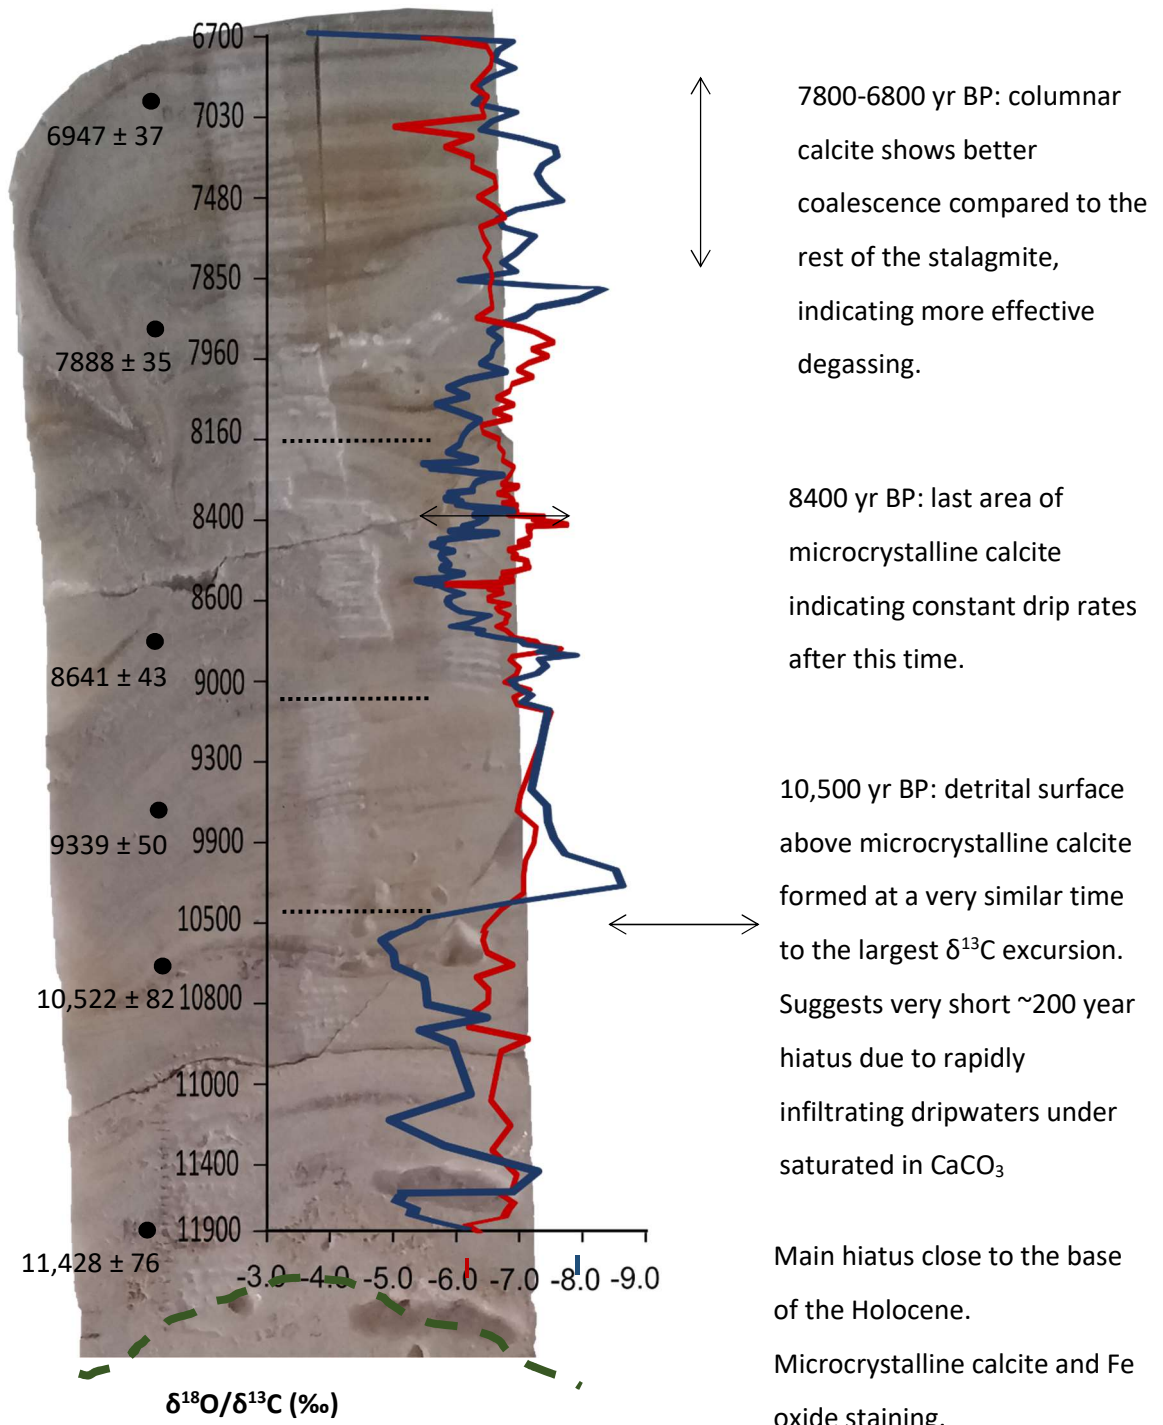 6700
7030
7480
7850
7960
8160
8400
8600
9000
9300
9900
10500
10800
11000
11400
11900
6947 ± 37
7888 ± 35
8641 ± 43
9339 ± 50
10,522 ± 82
11,428 ± 76
-3.0 -4.0 -5.0 -6.0 -7.0 -8.0 -9.0
δ¹⁸O/δ¹³C (‰)
7800-6800 yr BP: columnar
calcite shows better
coalescence compared to the
rest of the stalagmite,
indicating more effective
degassing.
8400 yr BP: last area of
microcrystalline calcite
indicating constant drip rates
after this time.
10,500 yr BP: detrital surface
above microcrystalline calcite
formed at a very similar time
to the largest δ¹³C excursion.
Suggests very short ~200 year
hiatus due to rapidly
infiltrating dripwaters under
saturated in CaCO₃
Main hiatus close to the base
of the Holocene.
Microcrystalline calcite and Fe
oxide staining.